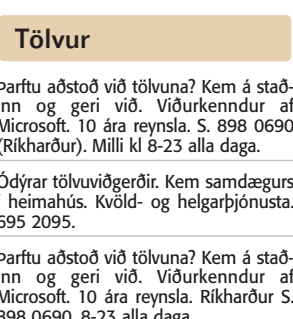 Tölvur
Þarftu aðstoð við tölvuna? Kem á stað-
inn og geri við. Viðurkenndur af
Microsoft. 10 ára reynsla. S. 898 0690
(Ríkharður). Milli kl 8-23 alla daga.
Ódýrar tölvuviðgerðir. Kem samdægurs
í heimahús. Kvöld- og helgarþjónusta.
695 2095.
Þarftu aðstoð við tölvuna? Kem á stað-
inn og geri við. Viðurkenndur af
Microsoft. 10 ára reynsla. Ríkharður S.
898 0690. 8-23 alla daga